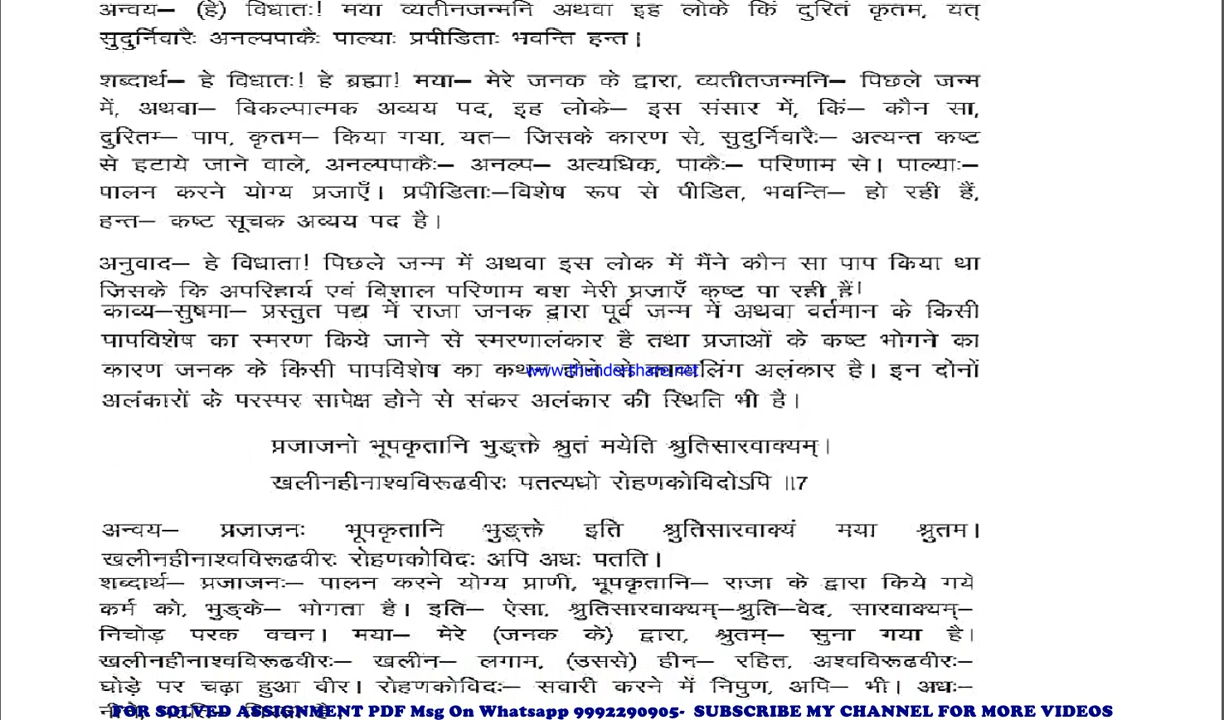 अन्वय– (हे) विधातः! मया व्यतीनजन्मनि अथवा इह लोके किं दुरितं कृतम, यत्
सुदुर्निवारैः अनल्पपाकैः पाल्याः प्रपीडिताः भवन्ति हन्त।
शब्दार्थ– हे विधातः! हे ब्रह्मा! मया– मेरे जनक के द्वारा, व्यतीतजन्मनि– पिछले जन्म
में, अथवा– विकल्पात्मक अव्यय पद, इह लोके– इस संसार में, किं– कौन सा,
दुरितम्– पाप, कृतम– किया गया, यत– जिसके कारण से, सुदुर्निवारैः– अत्यन्त कष्ट
से हटाये जाने वाले, अनल्पपाकैः– अनल्प– अत्यधिक, पाकैः– परिणाम से। पाल्याः–
पालन करने योग्य प्रजाएँ। प्रपीडिताः–विशेष रूप से पीडित, भवन्ति– हो रही हैं,
हन्त– कष्ट सूचक अव्यय पद है।
अनुवाद– हे विधाता! पिछले जन्म में अथवा इस लोक में मैंने कौन सा पाप किया था
जिसके कि अपरिहार्य एवं विशाल परिणाम वश मेरी प्रजाएँ कष्ट पा रही हैं!
काव्य–सुषमा– प्रस्तुत पद्य में राजा जनक द्वारा पूर्व जन्म में अथवा वर्तमान के किसी
पापविशेष का स्मरण किये जाने से स्मरणालंकार है तथा प्रजाओं के कष्ट भोगने का
कारण जनक के किसी पापविशेष का कथन होने से काव्यलिंग अलंकार है। इन दोनों
www.thundershare.net
अलंकारों के परस्पर सापेक्ष होने से संकर अलंकार की स्थिति भी है।
प्रजाजनो भूपकृतानि भुङ्क्ते श्रुतं मयेति श्रुतिसारवाक्यम्।
खलीनहीनाश्वविरूढवीरः पतत्यधो रोहणकोविदोऽपि ॥7
अन्वय– प्रजाजनः भूपकृतानि भुङ्क्ते इति श्रुतिसारवाक्यं मया श्रुतम।
खलीनहीनाश्वविरूढवीरः रोहणकोविदः अपि अधः पतति।
शब्दार्थ– प्रजाजनः– पालन करने योग्य प्राणी, भूपकृतानि– राजा के द्वारा किये गये
कर्म को, भुङ्के– भोगता है। इति– ऐसा, श्रुतिसारवाक्यम्–श्रुति–वेद, सारवाक्यम्–
निचोड़ परक वचन। मया– मेरे (जनक के) द्वारा, श्रुतम्– सुना गया है।
खलीनहीनाश्वविरूढवीरः– खलीन– लगाम, (उससे) हीन– रहित, अश्वविरूढवीरः–
घोड़े पर चढ़ा हुआ वीर। रोहणकोविदः– सवारी करने में निपुण, अपि– भी। अधः–
FOR SOLVED ASSIGNMENT PDF Msg On Whatsapp 9992290905- SUBSCRIBE MY CHANNEL FOR MORE VIDEOS